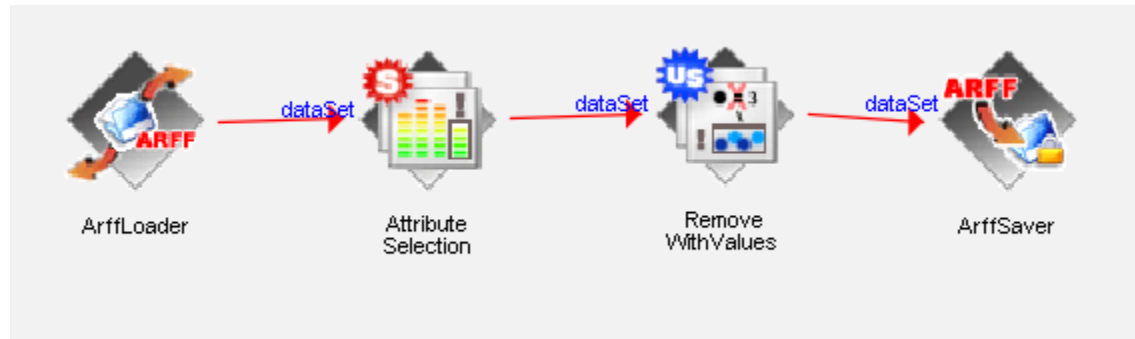 dataSet
dataSet
dataSet
ARFF
S
Us
3
ARFF
ArffLoader
Attribute
Selection
Remove
WithValues
ArffSaver